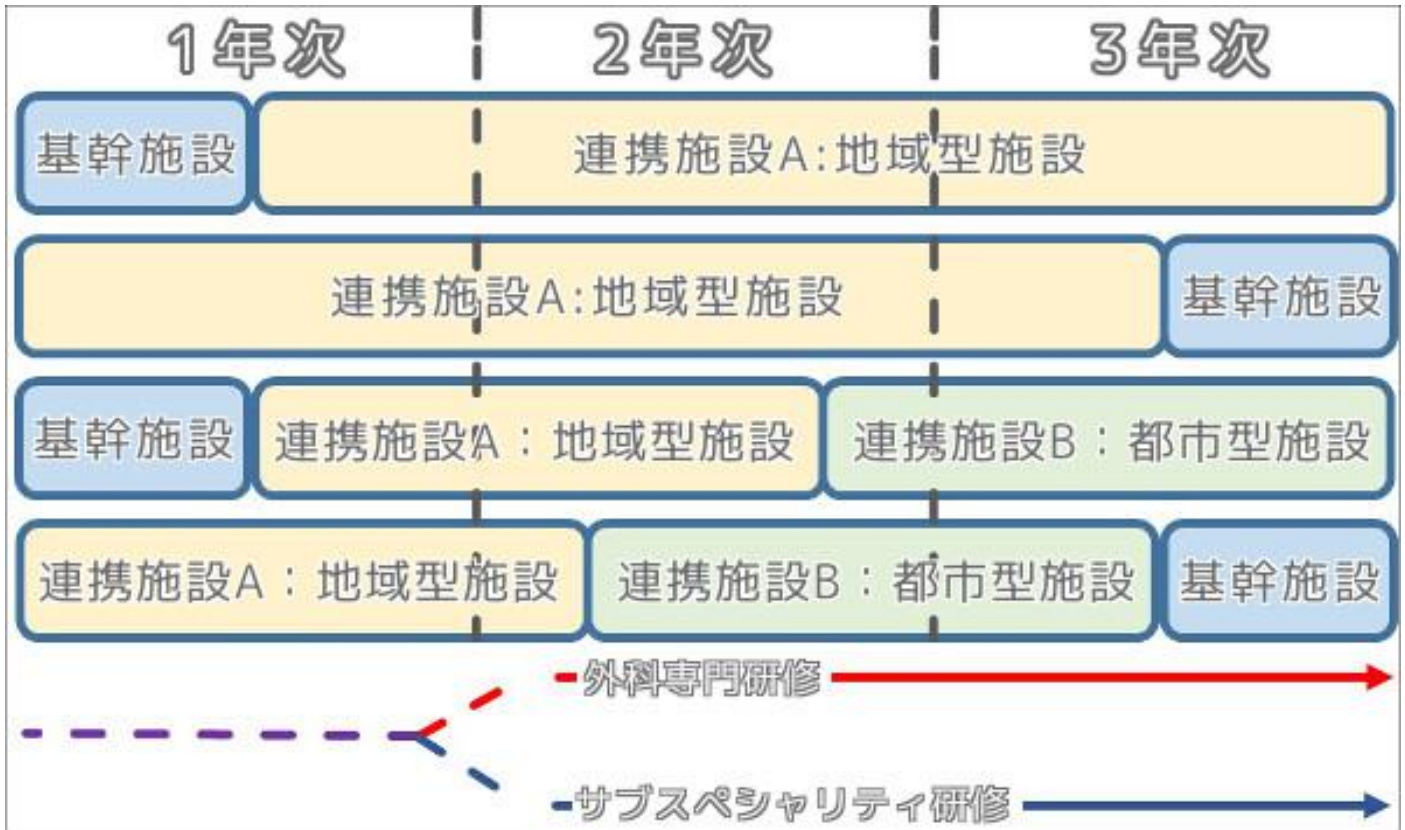 1年次 2年次 3年次
基幹施設 連携施設A:地域型施設
連携施設A:地域型施設 基幹施設
基幹施設 連携施設A：地域型施設 連携施設B：都市型施設
連携施設A：地域型施設 連携施設B：都市型施設 基幹施設
外科専門研修
サブスペシャリティ研修